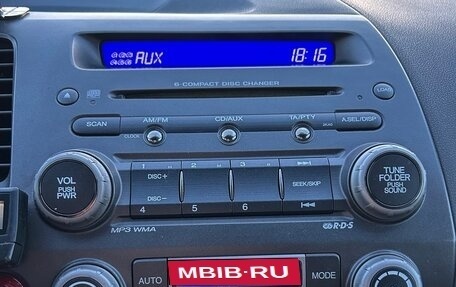 AUX 18:16
6-COMPACT DISC CHANGER
LOAD
SCAN AM/FM CD/AUX TA/PTY A.SEL/DISP
CLOCK
1 2 3
VOL DISC+ TUNE
PUSH SEEK/SKIP FOLDER
PWR DISC− PUSH
SOUND
4 5 6
MP3 WMA R·D·S
AUTO MBIB-RU MODE